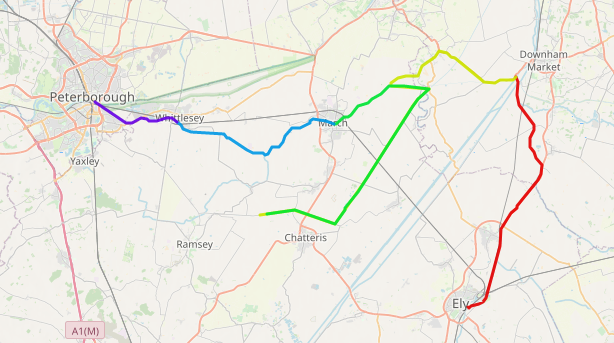 Downham
Market
Peterborough
Whittlesey
March
Yaxley
Ramsey
Chatteris
Ely
A1(M)